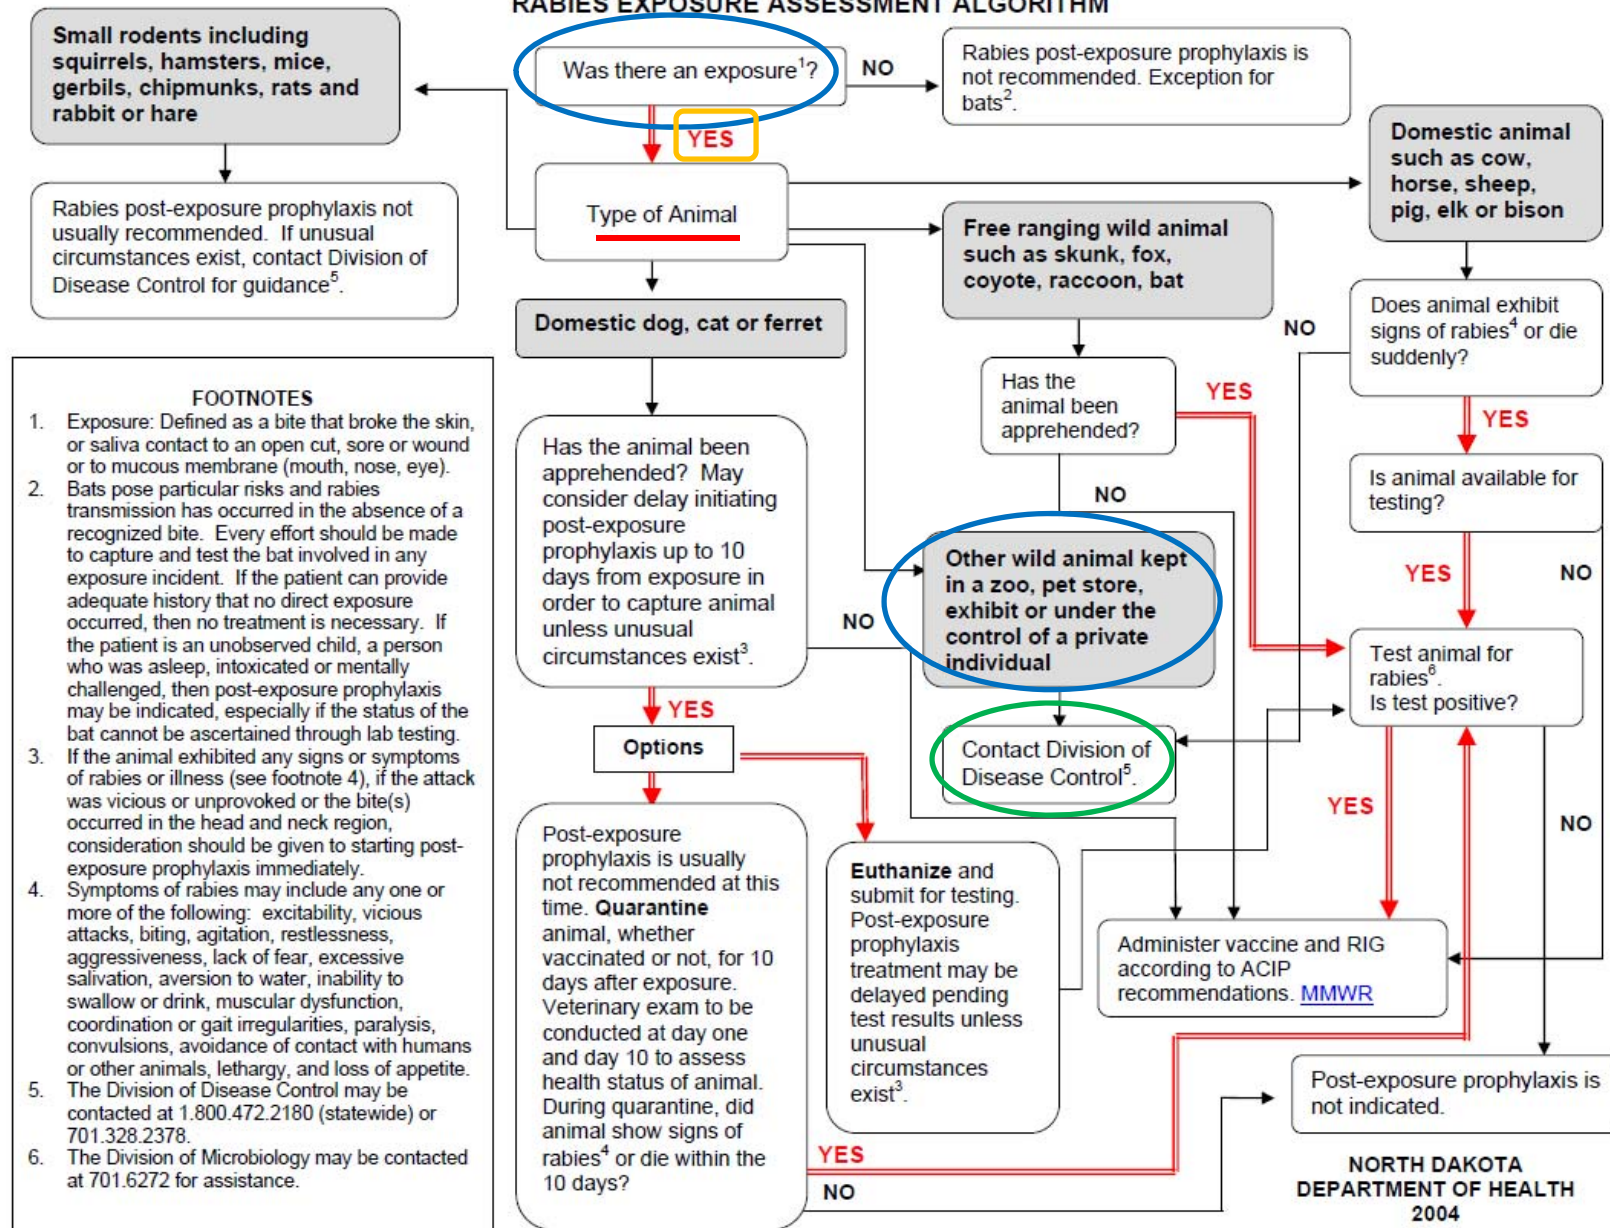 RABIES EXPOSURE ASSESSMENT ALGORITHM
Small rodents including
squirrels, hamsters, mice,
gerbils, chipmunks, rats and
rabbit or hare
Was there an exposure1?
NO
Rabies post-exposure prophylaxis is
not recommended. Exception for
bats2.
YES
Domestic animal
such as cow,
horse, sheep,
pig, elk or bison
Rabies post-exposure prophylaxis not
usually recommended. If unusual
circumstances exist, contact Division of
Disease Control for guidance5.
Type of Animal
Free ranging wild animal
such as skunk, fox,
coyote, raccoon, bat
Domestic dog, cat or ferret
NO
Does animal exhibit
signs of rabies4 or die
suddenly?
YES
Has the
animal been
apprehended?
YES
NO
Is animal available for
testing?
YES
NO
Has the animal been
apprehended? May
consider delay initiating
post-exposure
prophylaxis up to 10
days from exposure in
order to capture animal
unless unusual
circumstances exist3.
NO
Other wild animal kept
in a zoo, pet store,
exhibit or under the
control of a private
individual
Test animal for
rabies6.
Is test positive?
YES
Options
Contact Division of
Disease Control5.
YES
NO
Post-exposure
prophylaxis is usually
not recommended at this
time. Quarantine
animal, whether
vaccinated or not, for 10
days after exposure.
Veterinary exam to be
conducted at day one
and day 10 to assess
health status of animal.
During quarantine, did
animal show signs of
rabies4 or die within the
10 days?
YES
NO
Euthanize and
submit for testing.
Post-exposure
prophylaxis
treatment may be
delayed pending
test results unless
unusual
circumstances
exist3.
Administer vaccine and RIG
according to ACIP
recommendations. MMWR
Post-exposure prophylaxis is
not indicated.
FOOTNOTES
1. Exposure: Defined as a bite that broke the skin,
or saliva contact to an open cut, sore or wound
or to mucous membrane (mouth, nose, eye).
2. Bats pose particular risks and rabies
transmission has occurred in the absence of a
recognized bite. Every effort should be made
to capture and test the bat involved in any
exposure incident. If the patient can provide
adequate history that no direct exposure
occurred, then no treatment is necessary. If
the patient is an unobserved child, a person
who was asleep, intoxicated or mentally
challenged, then post-exposure prophylaxis
may be indicated, especially if the status of the
bat cannot be ascertained through lab testing.
3. If the animal exhibited any signs or symptoms
of rabies or illness (see footnote 4), if the attack
was vicious or unprovoked or the bite(s)
occurred in the head and neck region,
consideration should be given to starting post-
exposure prophylaxis immediately.
4. Symptoms of rabies may include any one or
more of the following: excitability, vicious
attacks, biting, agitation, restlessness,
aggressiveness, lack of fear, excessive
salivation, aversion to water, inability to
swallow or drink, muscular dysfunction,
coordination or gait irregularities, paralysis,
convulsions, avoidance of contact with humans
or other animals, lethargy, and loss of appetite.
5. The Division of Disease Control may be
contacted at 1.800.472.2180 (statewide) or
701.328.2378.
6. The Division of Microbiology may be contacted
at 701.6272 for assistance.
NORTH DAKOTA
DEPARTMENT OF HEALTH
2004